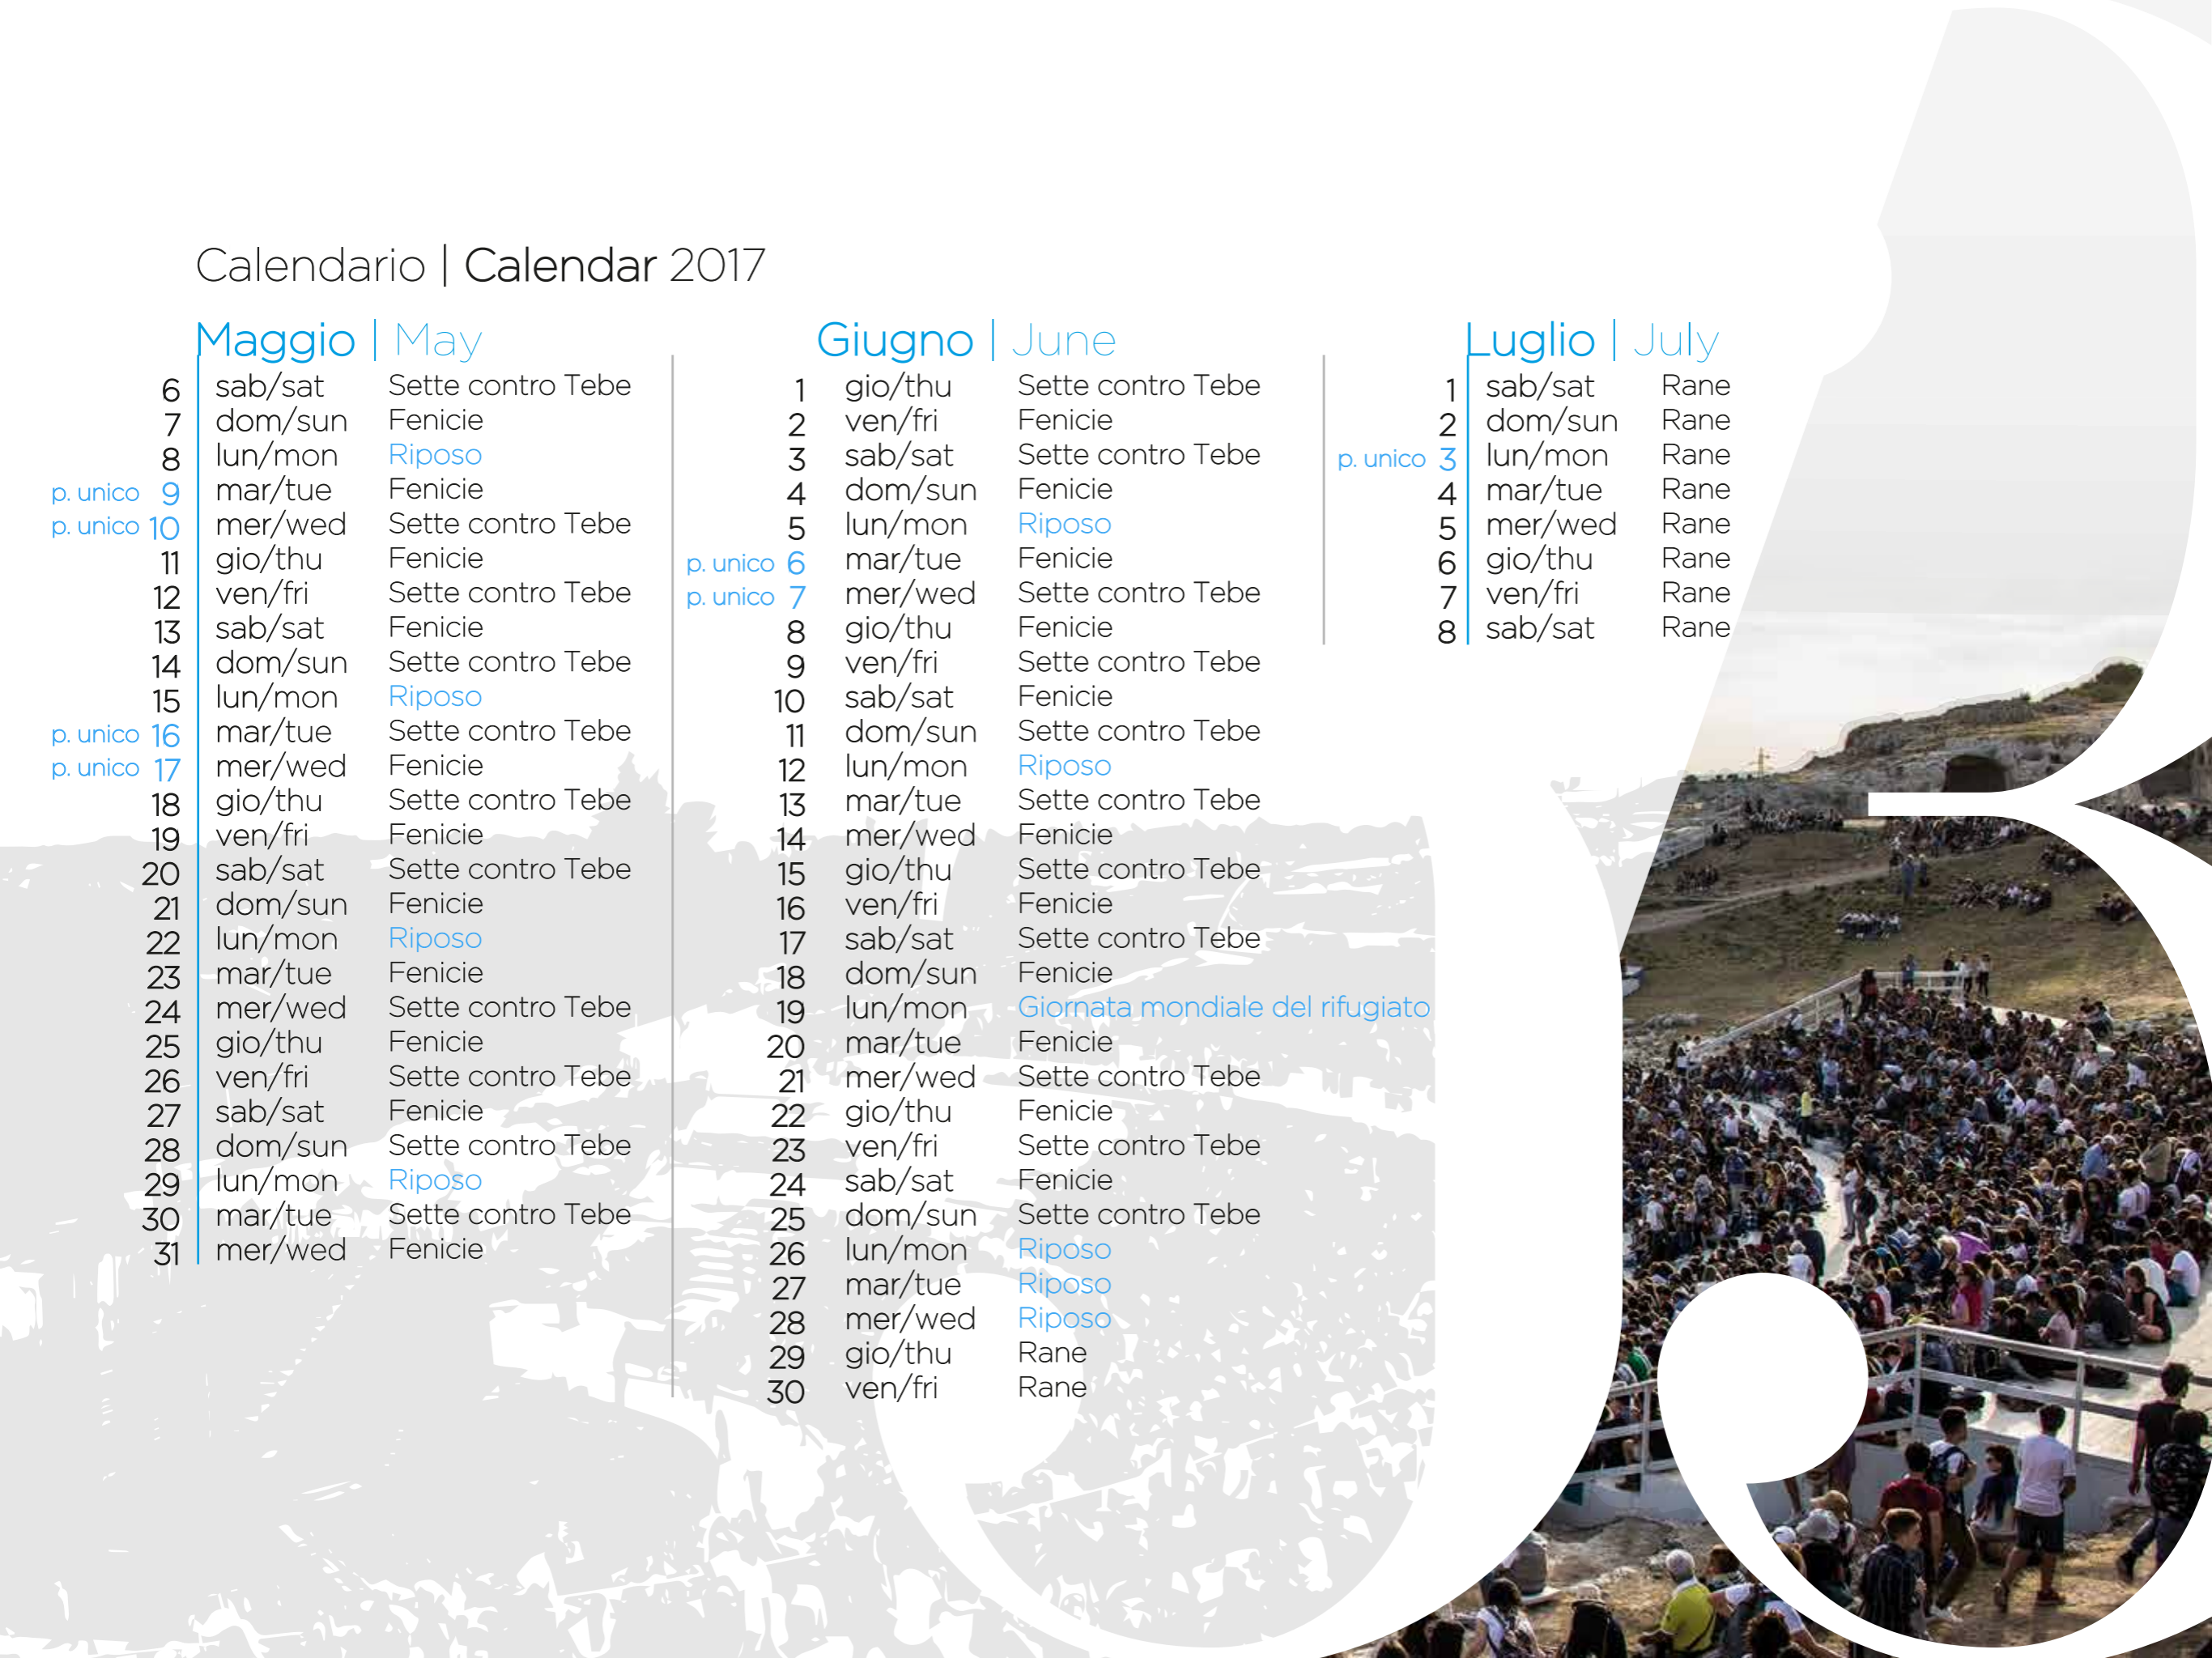 Calendario | Calendar 2017
Maggio | May
6 sab/sat Sette contro Tebe
7 dom/sun Fenicie
8 lun/mon Riposo
p. unico 9 mar/tue Fenicie
p. unico 10 mer/wed Sette contro Tebe
11 gio/thu Fenicie
12 ven/fri Sette contro Tebe
13 sab/sat Fenicie
14 dom/sun Sette contro Tebe
15 lun/mon Riposo
p. unico 16 mar/tue Sette contro Tebe
p. unico 17 mer/wed Fenicie
18 gio/thu Sette contro Tebe
19 ven/fri Fenicie
20 sab/sat Sette contro Tebe
21 dom/sun Fenicie
22 lun/mon Riposo
23 mar/tue Fenicie
24 mer/wed Sette contro Tebe
25 gio/thu Fenicie
26 ven/fri Sette contro Tebe
27 sab/sat Fenicie
28 dom/sun Sette contro Tebe
29 lun/mon Riposo
30 mar/tue Sette contro Tebe
31 mer/wed Fenicie
Giugno | June
1 gio/thu Sette contro Tebe
2 ven/fri Fenicie
3 sab/sat Sette contro Tebe
4 dom/sun Fenicie
5 lun/mon Riposo
p. unico 6 mar/tue Fenicie
p. unico 7 mer/wed Sette contro Tebe
8 gio/thu Fenicie
9 ven/fri Sette contro Tebe
10 sab/sat Fenicie
11 dom/sun Sette contro Tebe
12 lun/mon Riposo
13 mar/tue Sette contro Tebe
14 mer/wed Fenicie
15 gio/thu Sette contro Tebe
16 ven/fri Fenicie
17 sab/sat Sette contro Tebe
18 dom/sun Fenicie
19 lun/mon Giornata mondiale del rifugiato
20 mar/tue Fenicie
21 mer/wed Sette contro Tebe
22 gio/thu Fenicie
23 ven/fri Sette contro Tebe
24 sab/sat Fenicie
25 dom/sun Sette contro Tebe
26 lun/mon Riposo
27 mar/tue Riposo
28 mer/wed Riposo
29 gio/thu Rane
30 ven/fri Rane
Luglio | July
1 sab/sat Rane
2 dom/sun Rane
p. unico 3 lun/mon Rane
4 mar/tue Rane
5 mer/wed Rane
6 gio/thu Rane
7 ven/fri Rane
8 sab/sat Rane